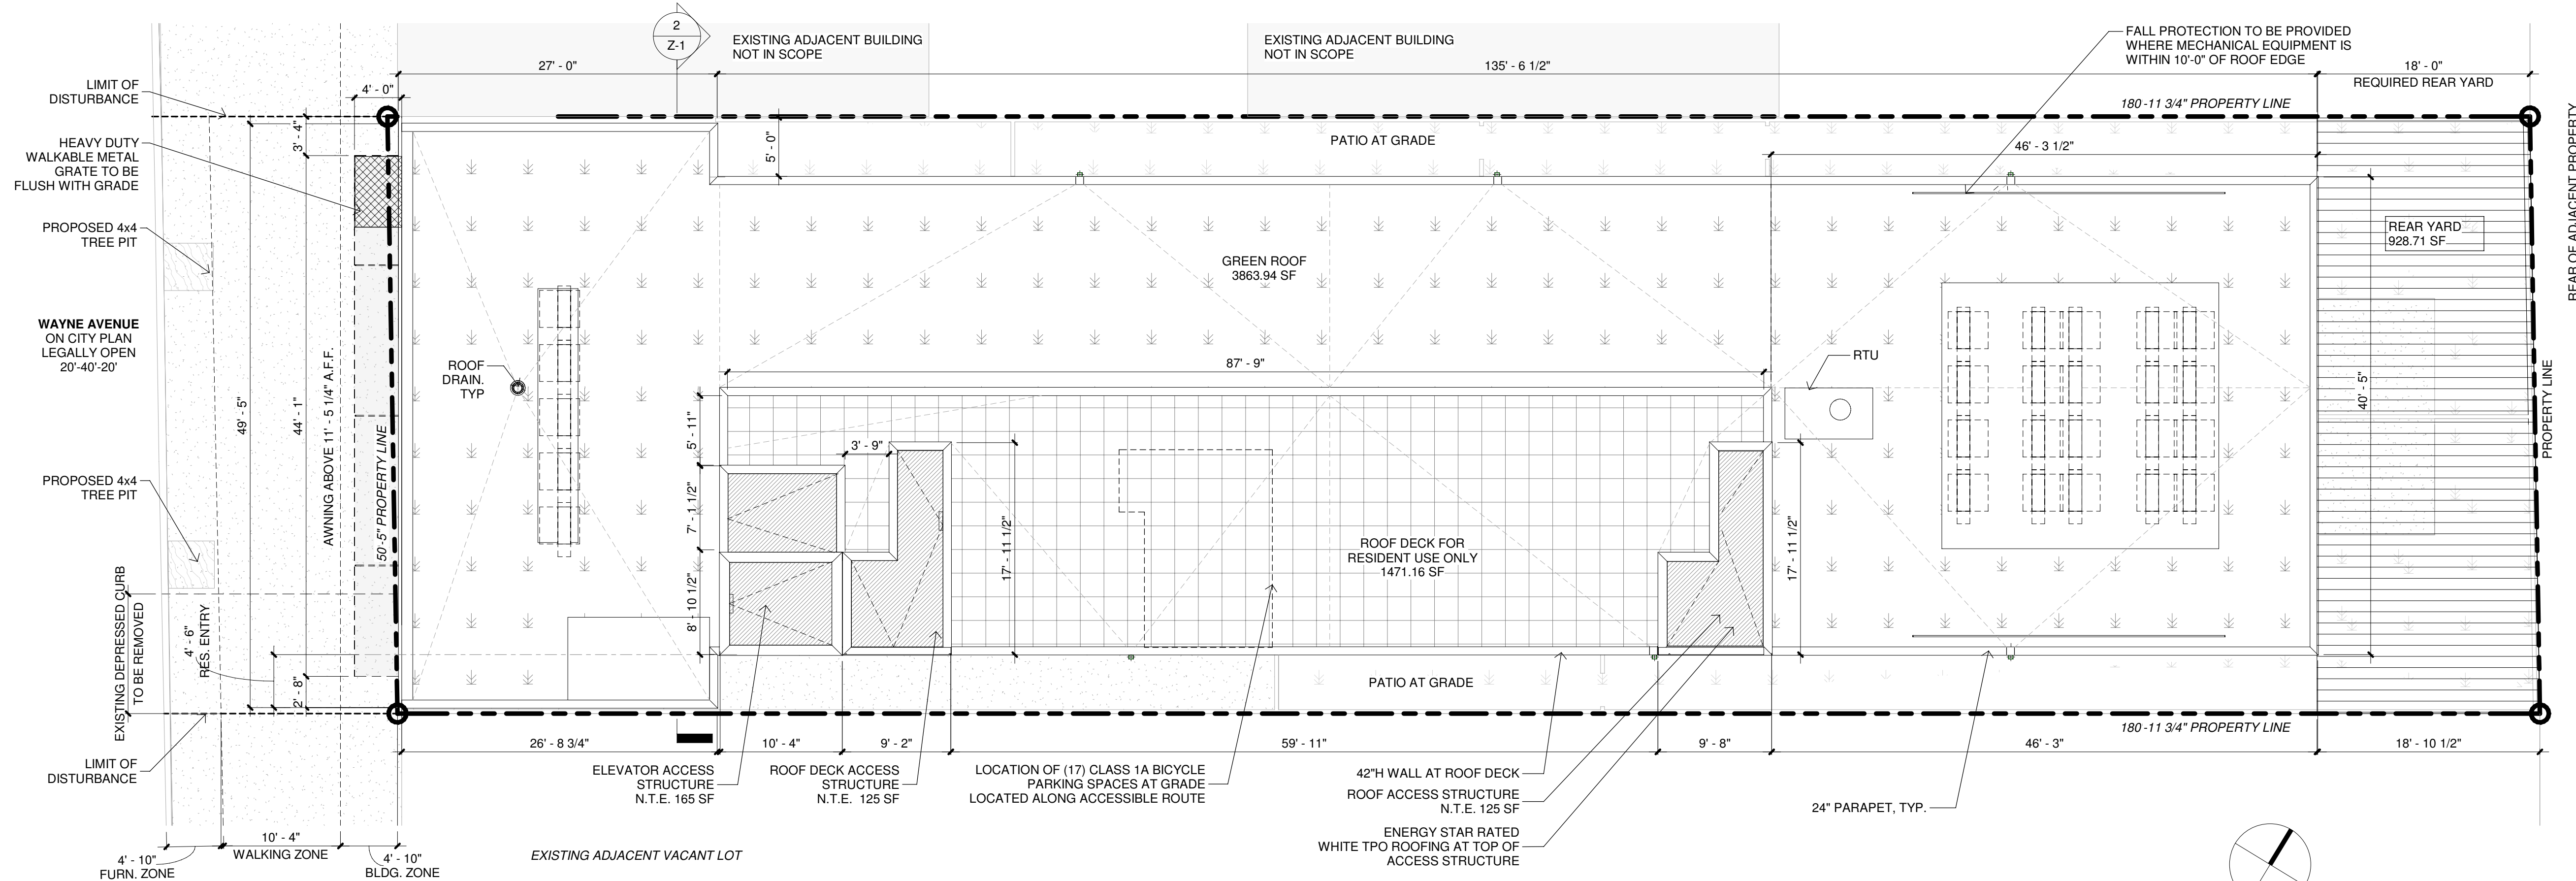 2
Z-1
EXISTING ADJACENT BUILDING
NOT IN SCOPE
EXISTING ADJACENT BUILDING
NOT IN SCOPE
FALL PROTECTION TO BE PROVIDED
WHERE MECHANICAL EQUIPMENT IS
WITHIN 10'-0" OF ROOF EDGE
27' - 0"
135' - 6 1/2"
18' - 0"
REQUIRED REAR YARD
LIMIT OF
DISTURBANCE
4' - 0"
180 -11 3/4" PROPERTY LINE
REAR OF ADJACENT PROPERTY
3' - 4"
5' - 0"
PATIO AT GRADE
46' - 3 1/2"
HEAVY DUTY
WALKABLE METAL
GRATE TO BE
FLUSH WITH GRADE
PROPOSED 4x4
TREE PIT
REAR YARD
928.71 SF
GREEN ROOF
3863.94 SF
WAYNE AVENUE
ON CITY PLAN
LEGALLY OPEN
20'-40'-20'
ROOF
DRAIN.
TYP
87' - 9"
RTU
49' - 5"
44' - 1"
AWNING ABOVE 11' - 5 1/4" A.F.F.
50 -5" PROPERTY LINE
5' - 11"
3' - 9"
40' - 5"
PROPERTY LINE
PROPOSED 4x4
TREE PIT
7' - 1 1/2"
17' - 11 1/2"
17' - 11 1/2"
ROOF DECK FOR
RESIDENT USE ONLY
1471.16 SF
8' - 10 1/2"
EXISTING DEPRESSED CURB
TO BE REMOVED
4' - 6"
RES. ENTRY
2' - 8"
PATIO AT GRADE
180 -11 3/4" PROPERTY LINE
26' - 8 3/4"
10' - 4"
9' - 2"
59' - 11"
9' - 8"
46' - 3"
18' - 10 1/2"
LIMIT OF
DISTURBANCE
ELEVATOR ACCESS
STRUCTURE
N.T.E. 165 SF
ROOF DECK ACCESS
STRUCTURE
N.T.E. 125 SF
LOCATION OF (17) CLASS 1A BICYCLE
PARKING SPACES AT GRADE
LOCATED ALONG ACCESSIBLE ROUTE
42"H WALL AT ROOF DECK
ROOF ACCESS STRUCTURE
N.T.E. 125 SF
ENERGY STAR RATED
WHITE TPO ROOFING AT TOP OF
ACCESS STRUCTURE
24" PARAPET, TYP.
10' - 4"
WALKING ZONE
4' - 10"
FURN. ZONE
4' - 10"
BLDG. ZONE
EXISTING ADJACENT VACANT LOT